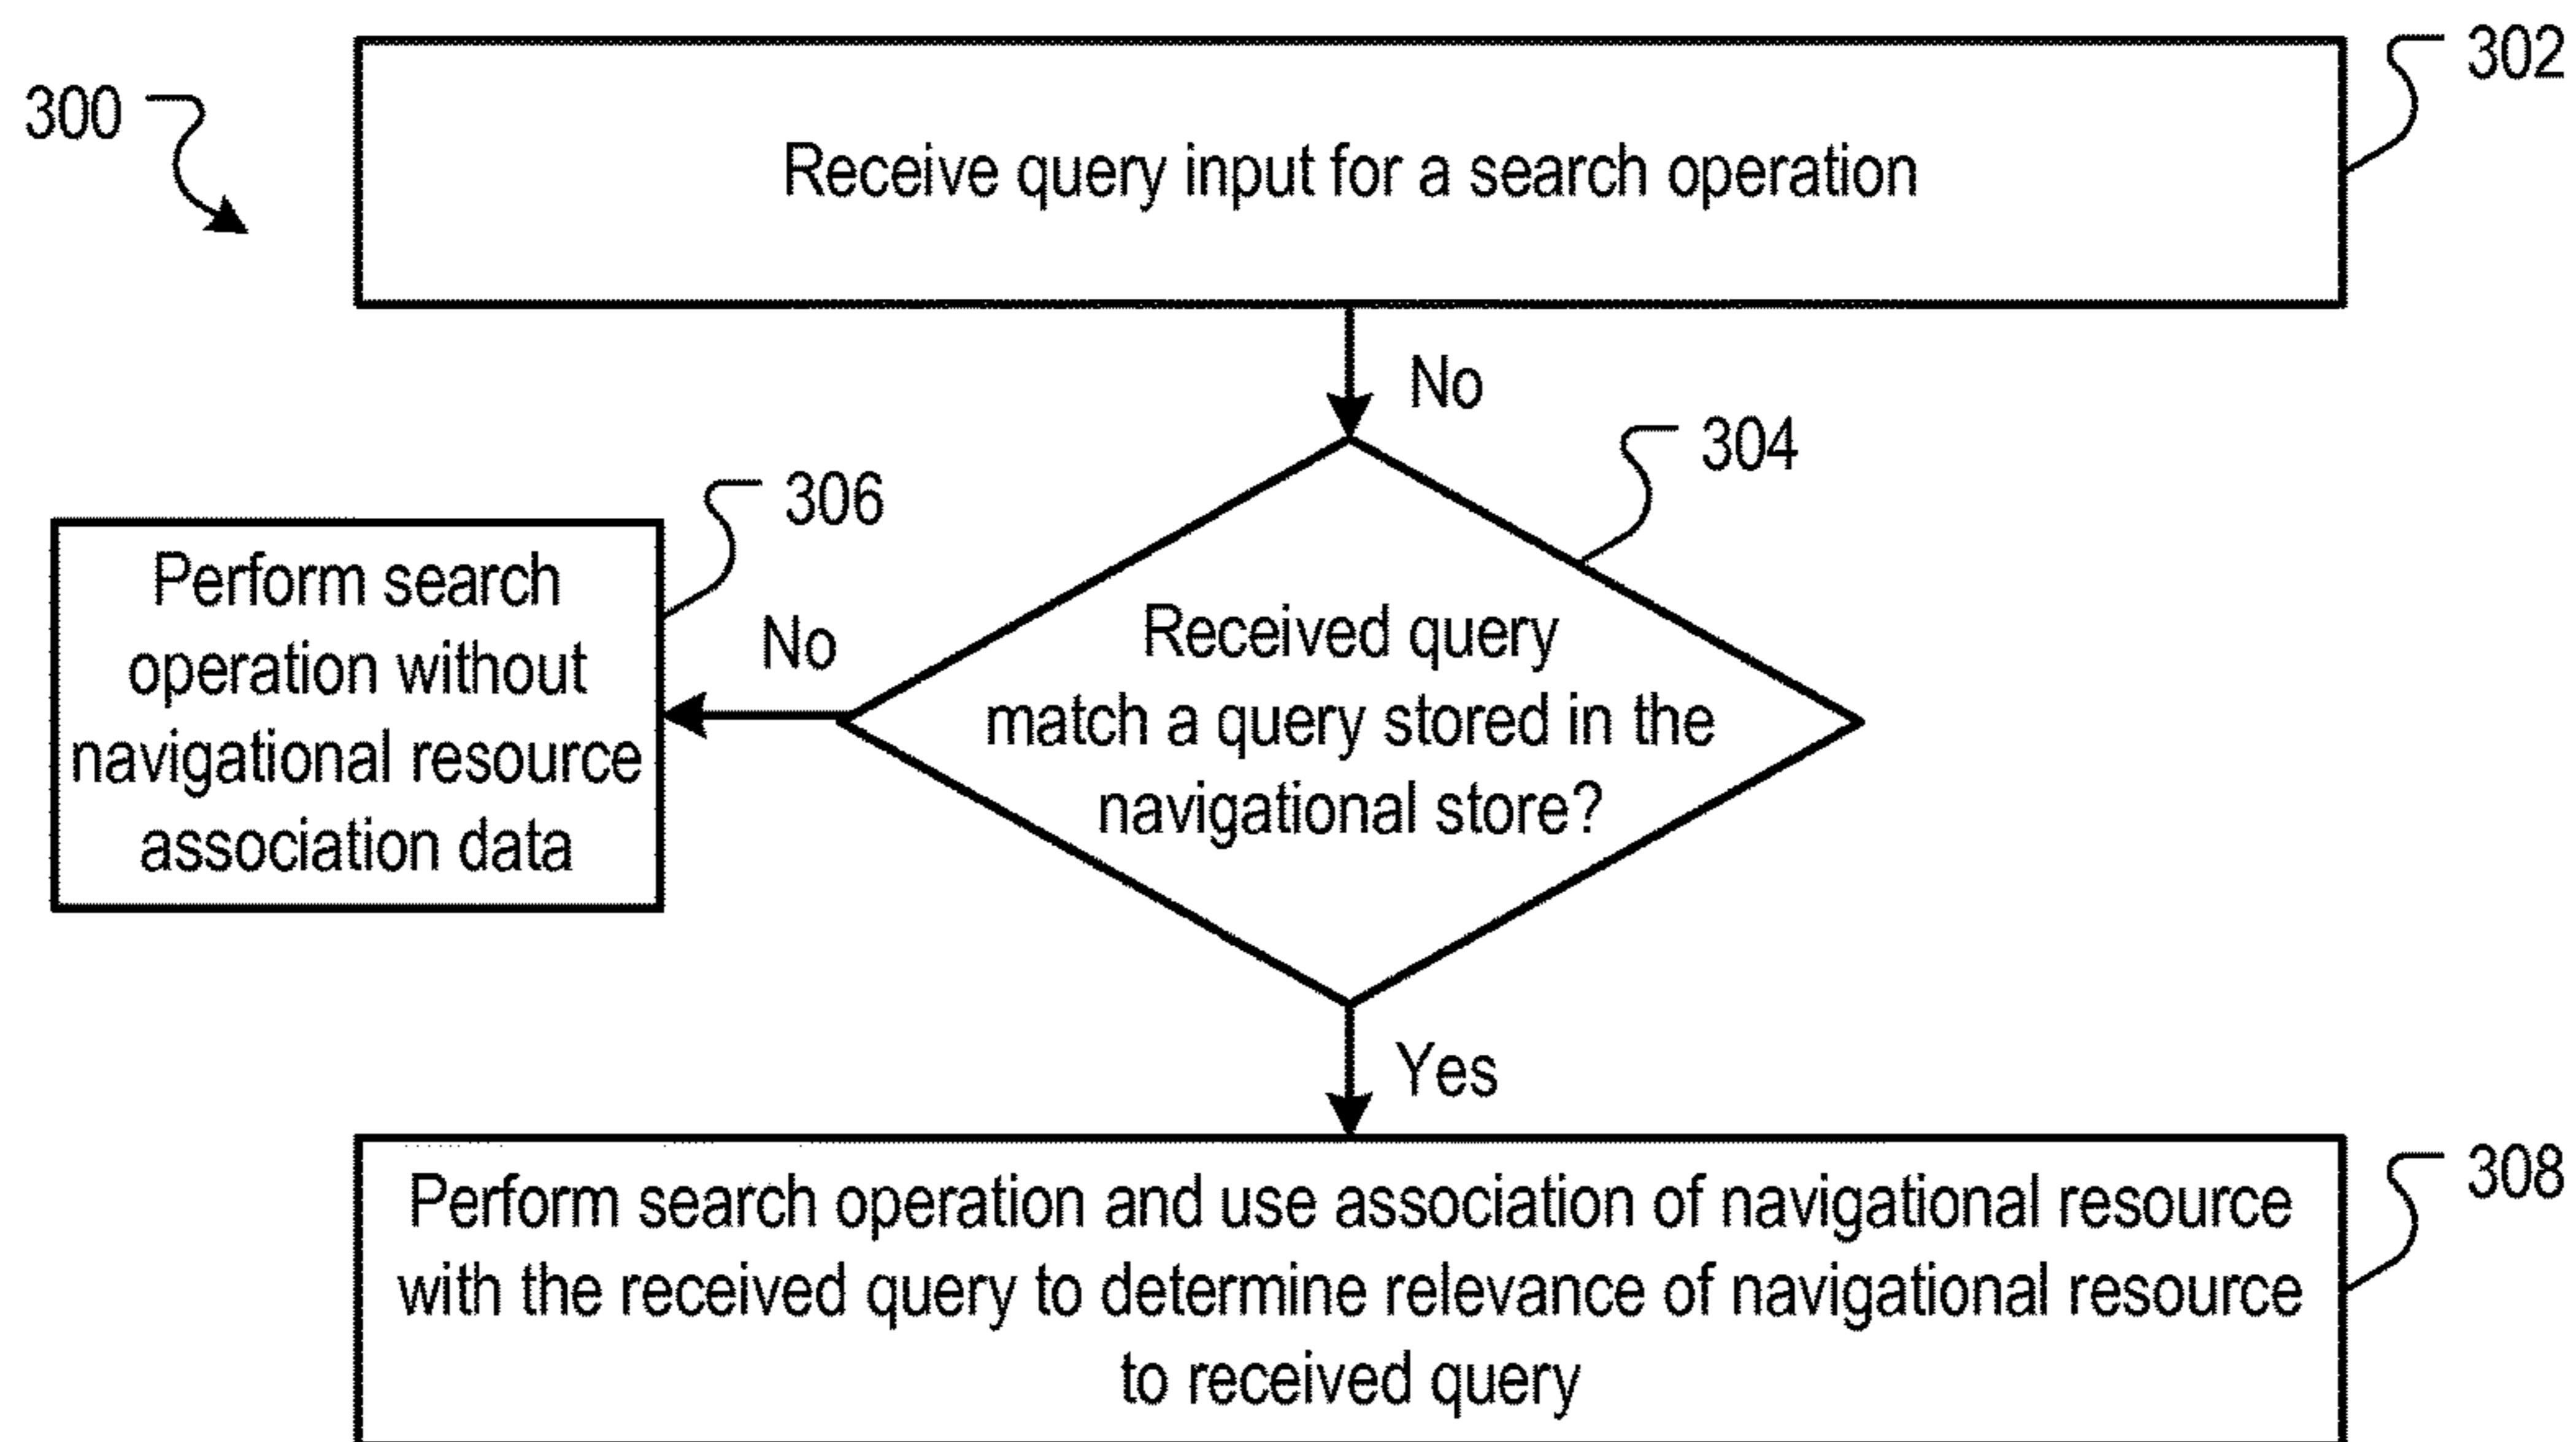 300
302
Receive query input for a search operation
No
304
306
Perform search
operation without
navigational resource
association data
No
Received query
match a query stored in the
navigational store?
Yes
308
Perform search operation and use association of navigational resource
with the received query to determine relevance of navigational resource
to received query